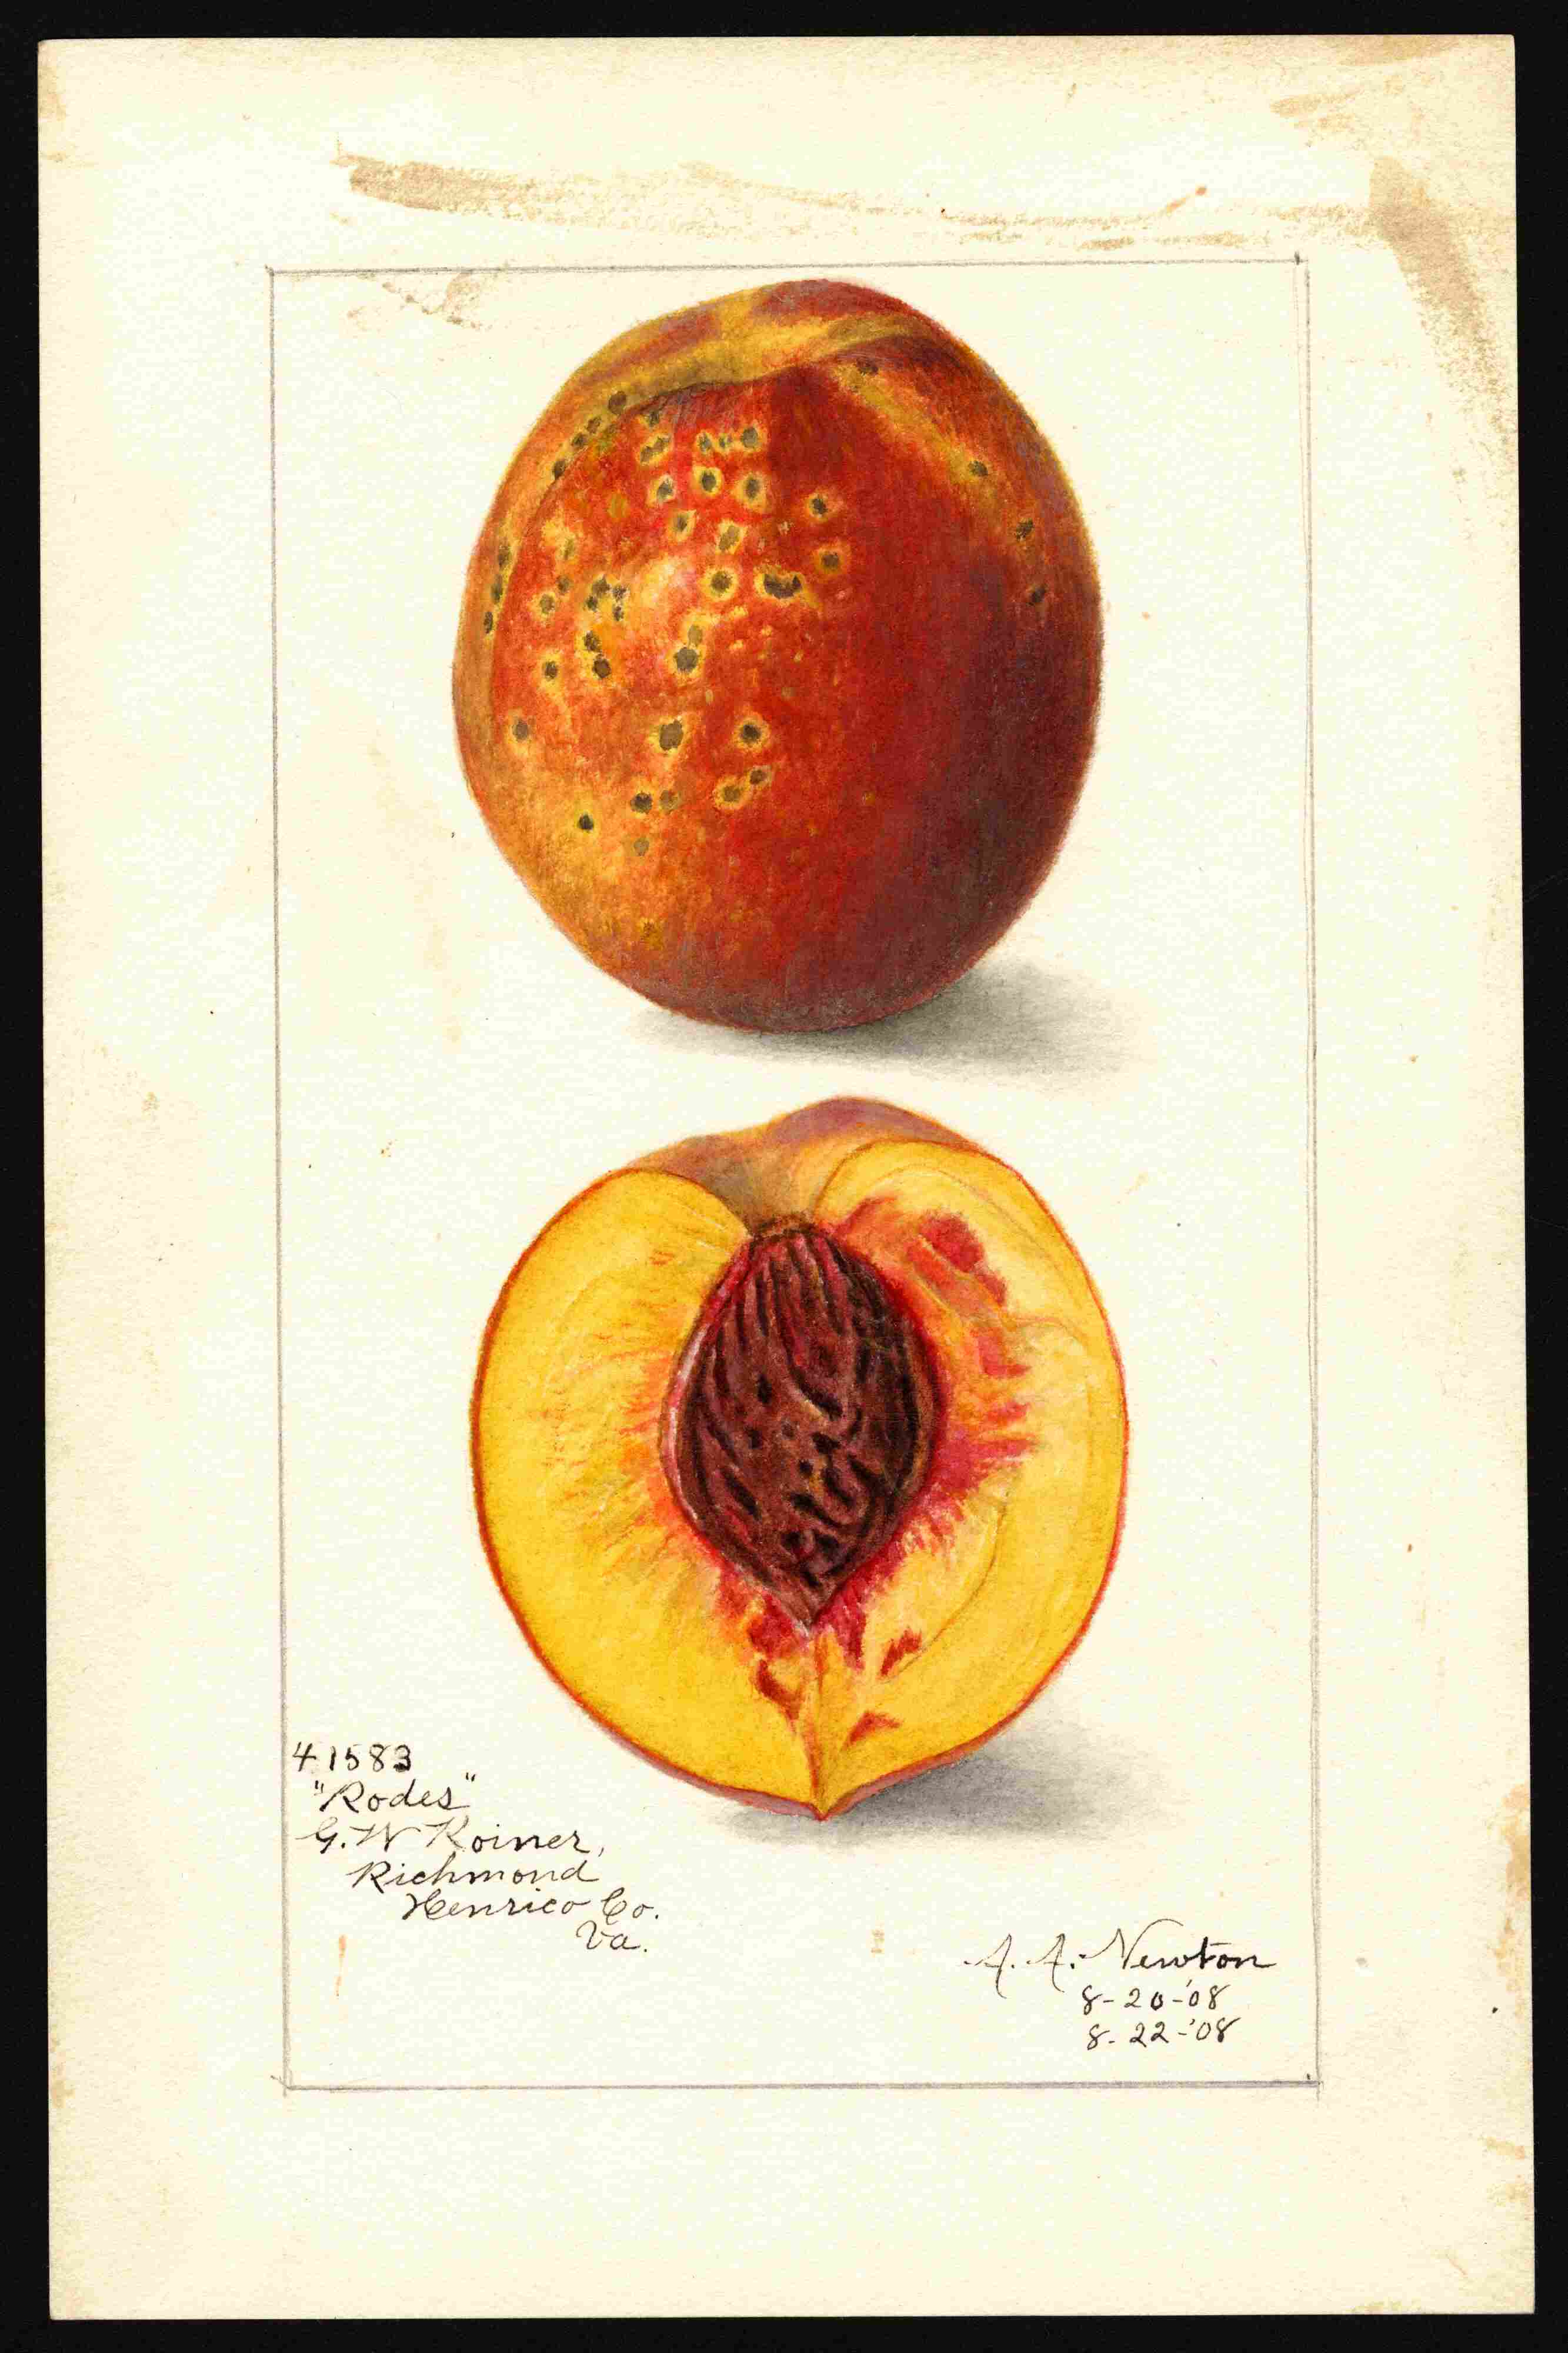 41583
"Rodes"
G. W Koiner,
Richmond
Henrico Co.
Va.
A. A. Newton
8-20-'08
8-22-'08